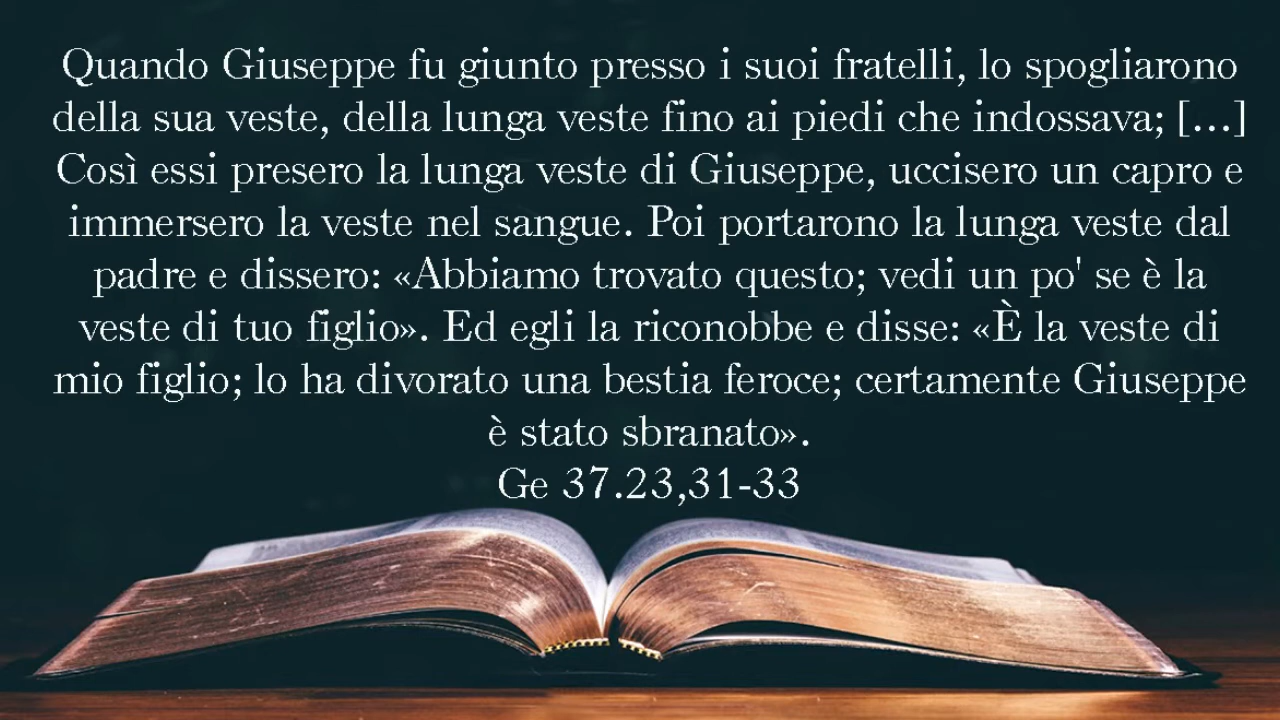 Quando Giuseppe fu giunto presso i suoi fratelli, lo spogliarono
della sua veste, della lunga veste fino ai piedi che indossava; [...]
Così essi presero la lunga veste di Giuseppe, uccisero un capro e
immersero la veste nel sangue. Poi portarono la lunga veste dal
padre e dissero: «Abbiamo trovato questo; vedi un po' se è la
veste di tuo figlio». Ed egli la riconobbe e disse: «È la veste di
mio figlio; lo ha divorato una bestia feroce; certamente Giuseppe
è stato sbranato».
Ge 37.23,31-33